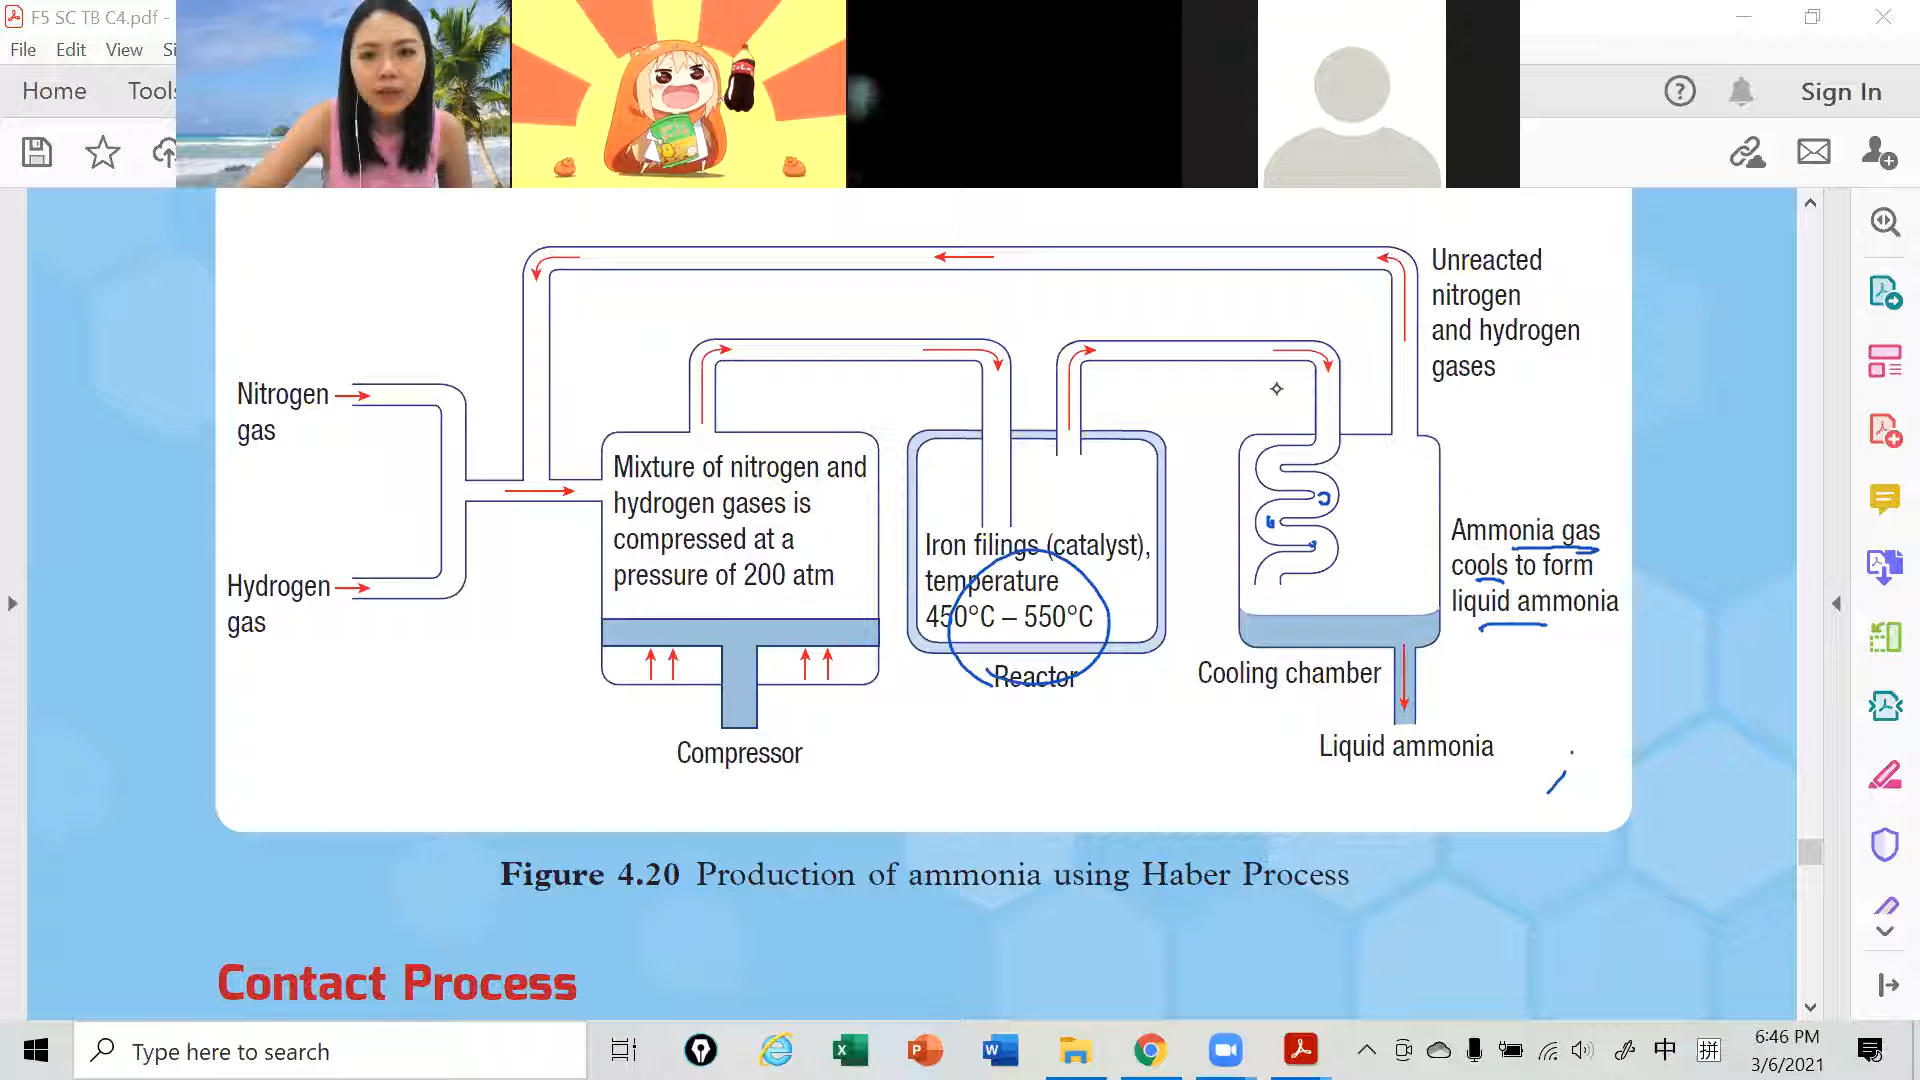 F5 SC TB C4.pdf -
File Edit View Si
Home Tools
Sign In
Unreacted
nitrogen
and hydrogen
gases
Nitrogen
gas
Mixture of nitrogen and
hydrogen gases is
compressed at a
pressure of 200 atm
Hydrogen
gas
Iron filings (catalyst),
temperature
450°C – 550°C
Reactor
Ammonia gas
cools to form
liquid ammonia
Cooling chamber
Compressor
Liquid ammonia
Figure 4.20 Production of ammonia using Haber Process
Contact Process
Type here to search
中
拼
6:46 PM
3/6/2021